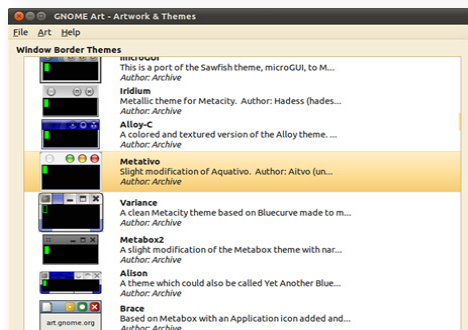 GNOME Art - Artwork & Themes
File Art Help
Window Border Themes
microGUI
This is a port of the Sawfish theme, microGUI, to M...
Author: Archive
Iridium
Metallic theme for Metacity. Author: Hadess (hades...
Author: Archive
Alloy-C
A colored and textured version of the Alloy theme. ...
Author: Archive
Metativo
Slight modification of Aquativo. Author: Aitvo (un...
Author: Archive
Variance
A clean Metacity theme based on Bluecurve made to m...
Author: Archive
Metabox2
A slight modification of the Metabox theme with nar...
Author: Archive
Alison
A theme which could also be called Yet Another Blue...
Author: Archive
Brace
art.gnome.org
Based on Metabox with an Application icon added and...
Author: Archive